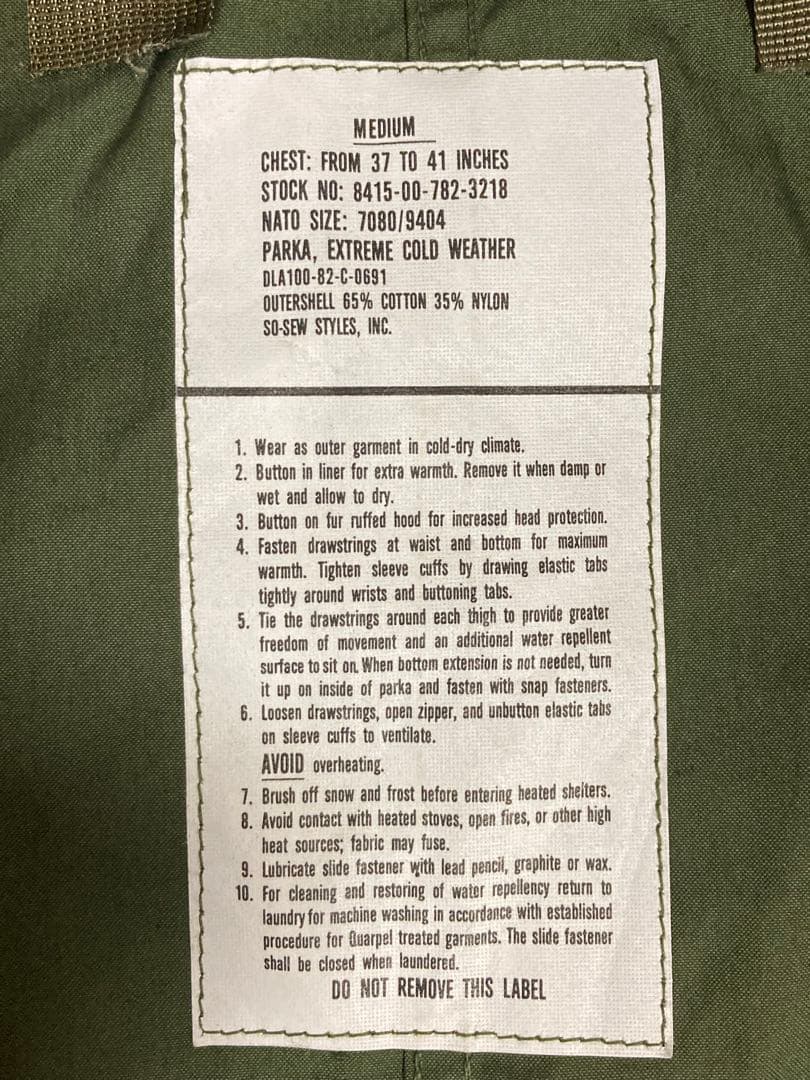 MEDIUM
CHEST: FROM 37 TO 41 INCHES
STOCK NO: 8415-00-782-3218
NATO SIZE: 7080/9404
PARKA, EXTREME COLD WEATHER
DLA100-82-C-0691
OUTERSHELL 65% COTTON 35% NYLON
SO-SEW STYLES, INC.
1. Wear as outer garment in cold-dry climate.
2. Button in liner for extra warmth. Remove it when damp or
wet and allow to dry.
3. Button on fur ruffed hood for increased head protection.
4. Fasten drawstrings at waist and bottom for maximum
warmth. Tighten sleeve cuffs by drawing elastic tabs
tightly around wrists and buttoning tabs.
5. Tie the drawstrings around each thigh to provide greater
freedom of movement and an additional water repellent
surface to sit on. When bottom extension is not needed, turn
it up on inside of parka and fasten with snap fasteners.
6. Loosen drawstrings, open zipper, and unbutton elastic tabs
on sleeve cuffs to ventilate.
AVOID overheating.
7. Brush off snow and frost before entering heated shelters.
8. Avoid contact with heated stoves, open fires, or other high
heat sources; fabric may fuse.
9. Lubricate slide fastener with lead pencil, graphite or wax.
10. For cleaning and restoring of water repellency return to
laundry for machine washing in accordance with established
procedure for Quarpel treated garments. The slide fastener
shall be closed when laundered.
DO NOT REMOVE THIS LABEL